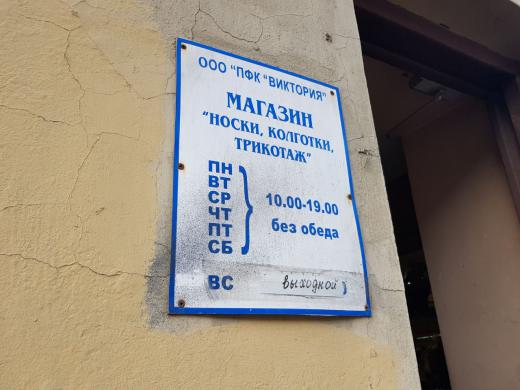 ООО "ПФК "ВИКТОРИЯ"
МАГАЗИН
"НОСКИ, КОЛГОТКИ,
ТРИКОТАЖ"
ПН
ВТ
СР
ЧТ
ПТ
СБ
10.00-19.00
без обеда
ВС выходной